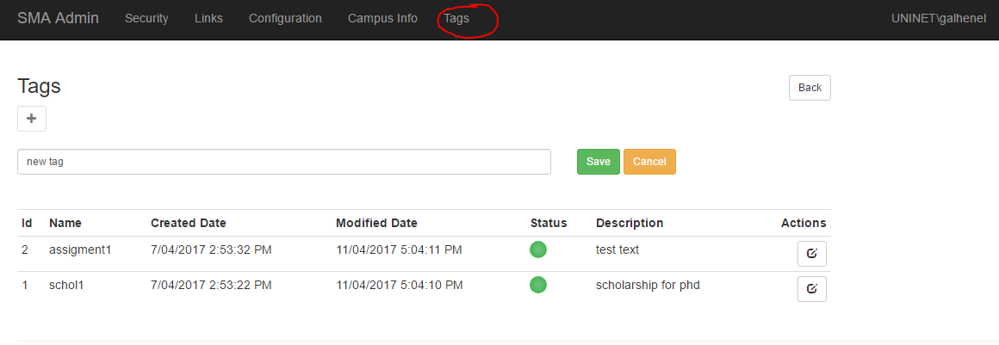 SMA Admin Security Links Configuration Campus Info Tags UNINET\galhenel
Tags Back
new tag Save Cancel
Id Name Created Date Modified Date Status Description Actions
2 assigment1 7/04/2017 2:53:32 PM 11/04/2017 5:04:11 PM test text
1 schol1 7/04/2017 2:53:22 PM 11/04/2017 5:04:10 PM scholarship for phd